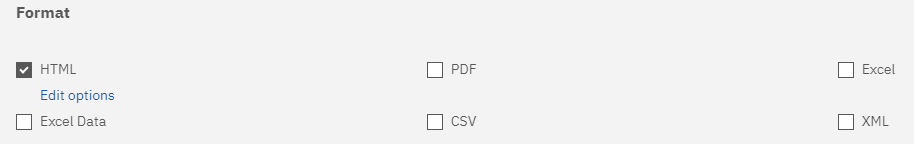 Format
HTML PDF Excel
Edit options
Excel Data CSV XML